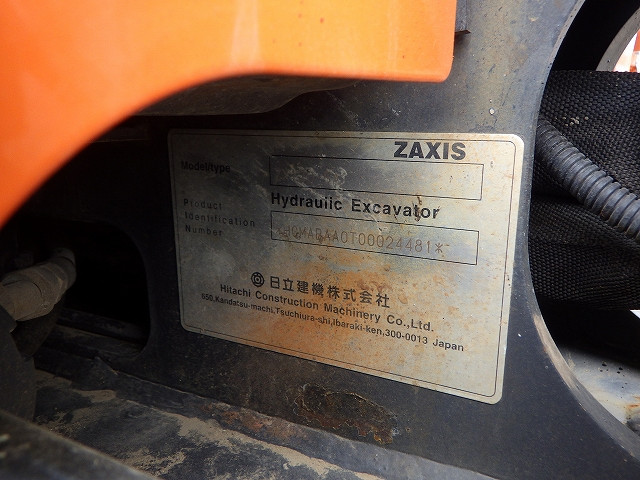 ZAXIS
Model/type
Hydraulic Excavator
Product
Identification
Number
日立建機株式会社
Hitachi Construction Machinery Co.,Ltd.
650,Kandatsu-machi,Tsuchiura-shi,Ibaraki-ken,300-0013 Japan